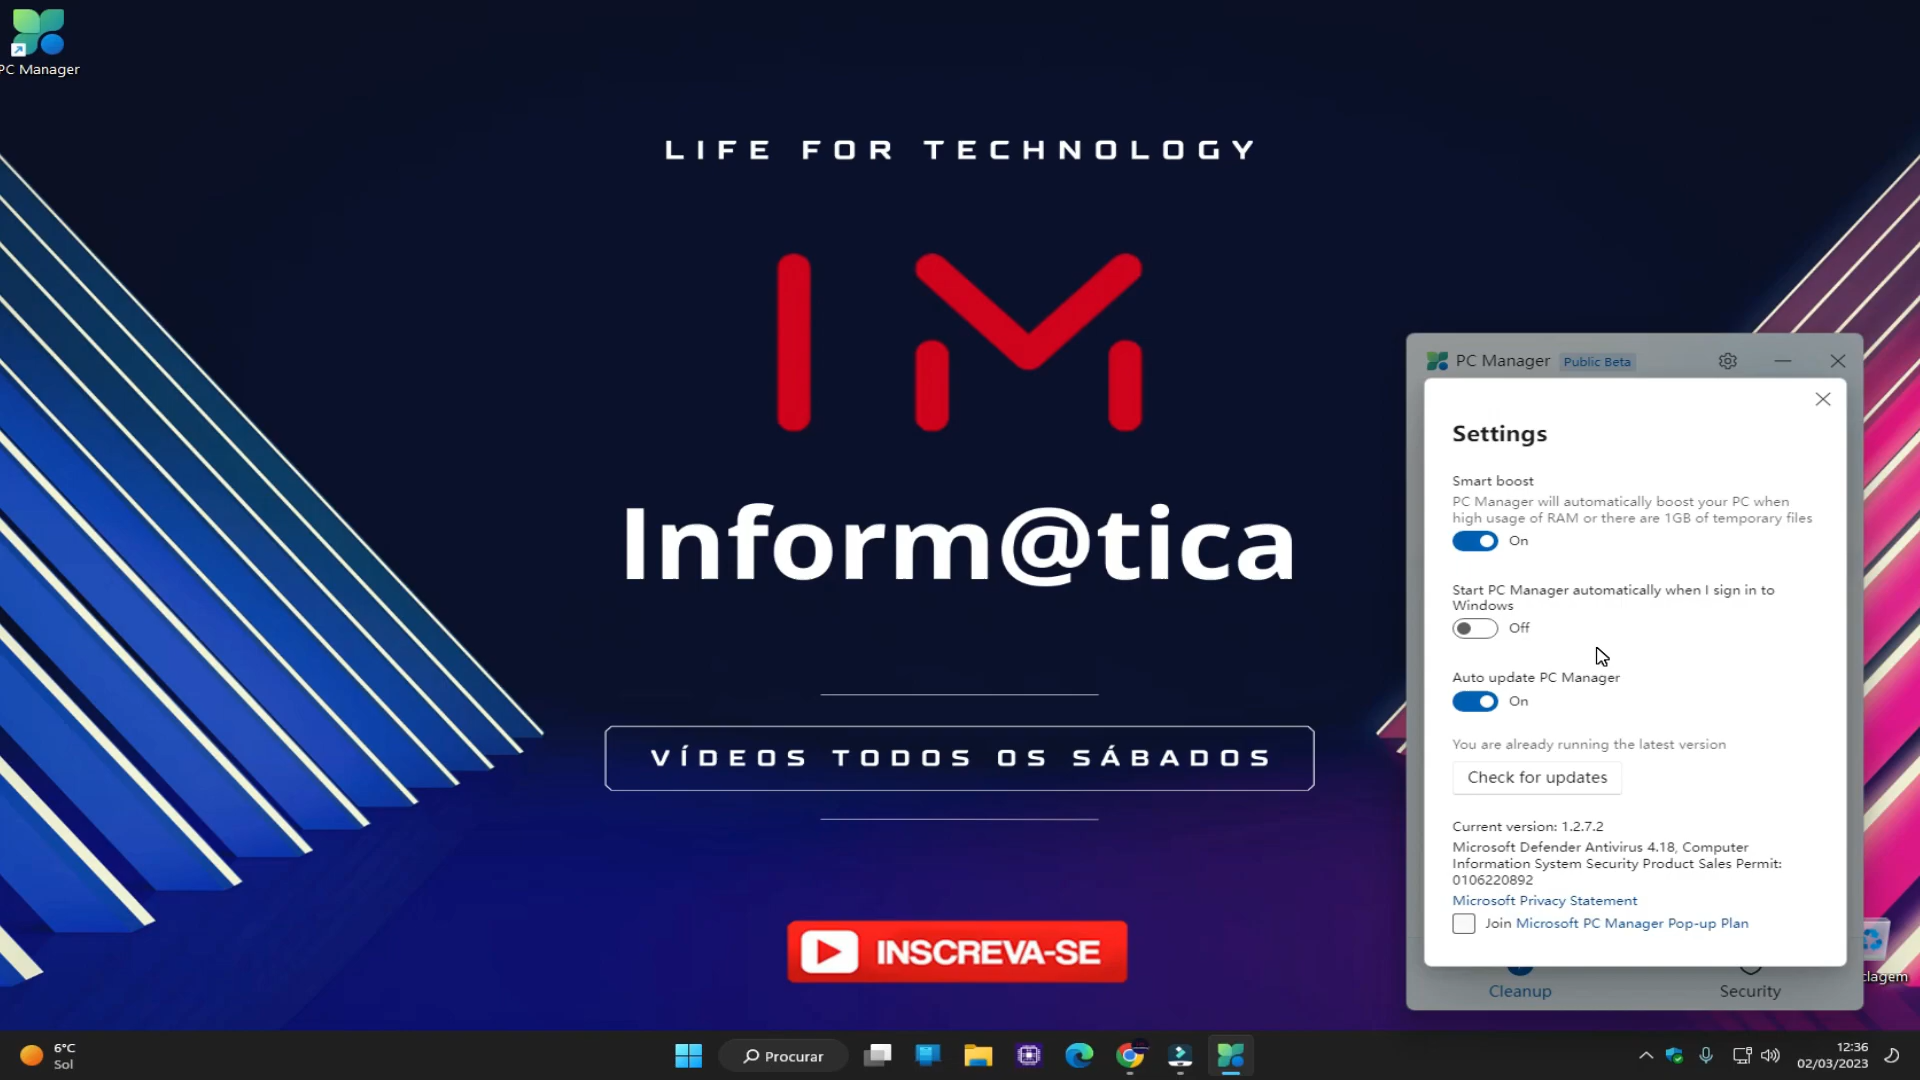 PC Manager
LIFE FOR TECHNOLOGY
IM
Inform@tica
VÍDEOS TODOS OS SÁBADOS
INSCREVA-SE
PC Manager Public Beta
Settings
Smart boost
PC Manager will automatically boost your PC when
high usage of RAM or there are 1GB of temporary files
On
Start PC Manager automatically when I sign in to
Windows
Off
Auto update PC Manager
On
You are already running the latest version
Check for updates
Current version: 1.2.7.2
Microsoft Defender Antivirus 4.18, Computer
Information System Security Product Sales Permit:
0106220892
Microsoft Privacy Statement
Join Microsoft PC Manager Pop-up Plan
clagem
Cleanup Security
6°C
Sol
Procurar
12:36
02/03/2023